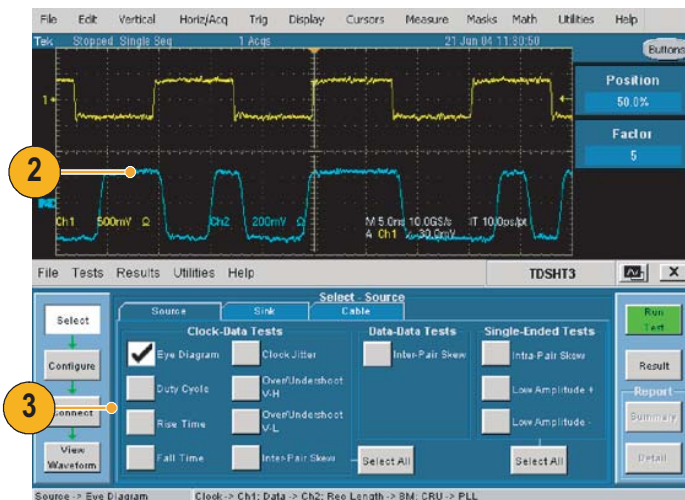 File Edit Vertical Horiz/Acq Trig Display Cursors Measure Masks Math Utilities Help
Tek Stopped Single Seq 1 Acqs 21 Jun 04 11:30:50
Buttons
Position
50.0%
Factor
5
1
2
Ch1 500mV Ω Ch2 200mV Ω M 5.0ns 10.0GS/s IT 10.0ps/pt
A Ch1 -30.0mV
File Tests Results Utilities Help TDSHT3 X
Select - Source
Source Sink Cable
Select
Configure
Connect
View
Waveform
3
Clock-Data Tests
Eye Diagram
Duty Cycle
Rise Time
Fall Time
Clock Jitter
Over/Undershoot
V-H
Over/Undershoot
V-L
Inter-Pair Skew
Data-Data Tests
Inter-Pair Skew
Select All
Single-Ended Tests
Intra-Pair Skew
Low Amplitude +
Low Amplitude -
Select All
Run
Test
Result
Report
Summary
Detail
Source -> Eye Diagram Clock -> Ch1: Data -> Ch2: Rec Length -> 8M: CRU -> PLL